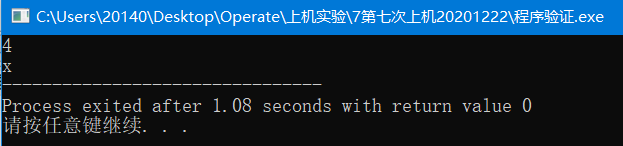 C:\Users\20140\Desktop\Operate\上机实验\7第七次上机20201222\程序验证.exe
4
x
--------------------------------
Process exited after 1.08 seconds with return value 0
请按任意键继续. . .